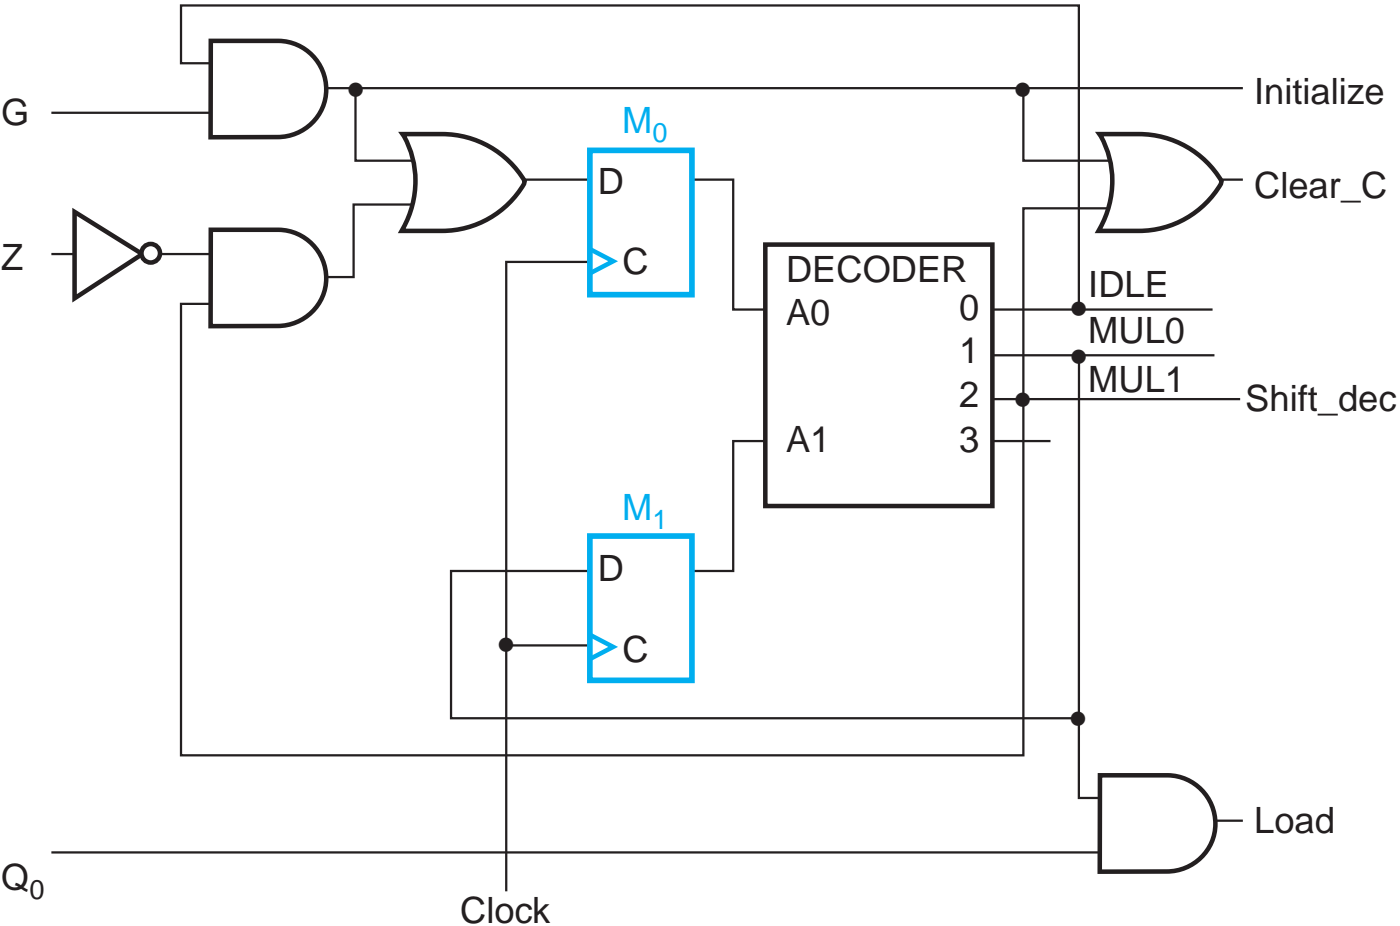 Initialize
G
M0
D
Clear_C
Z
C
DECODER
IDLE
A0
0
MUL0
1
MUL1
2
Shift_dec
A1
3
M1
D
C
Load
Q0
Clock